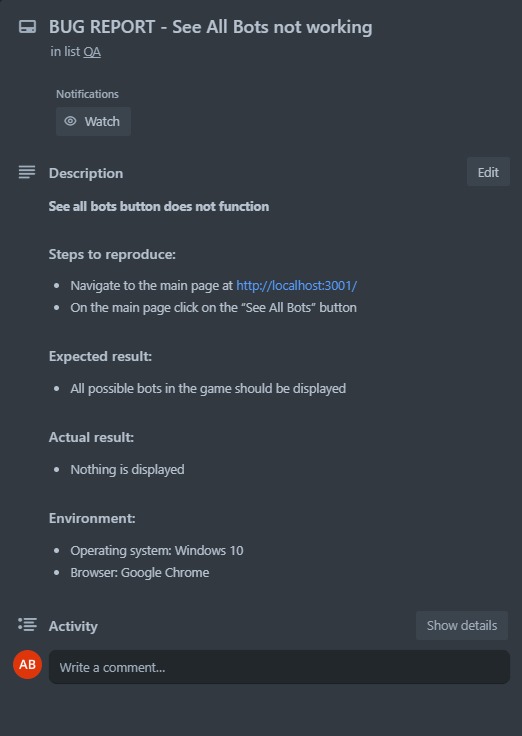 BUG REPORT - See All Bots not working
in list QA
Notifications
Watch
Description
Edit
See all bots button does not function
Steps to reproduce:
• Navigate to the main page at http://localhost:3001/
• On the main page click on the “See All Bots” button
Expected result:
• All possible bots in the game should be displayed
Actual result:
• Nothing is displayed
Environment:
• Operating system: Windows 10
• Browser: Google Chrome
Activity
Show details
AB
Write a comment...